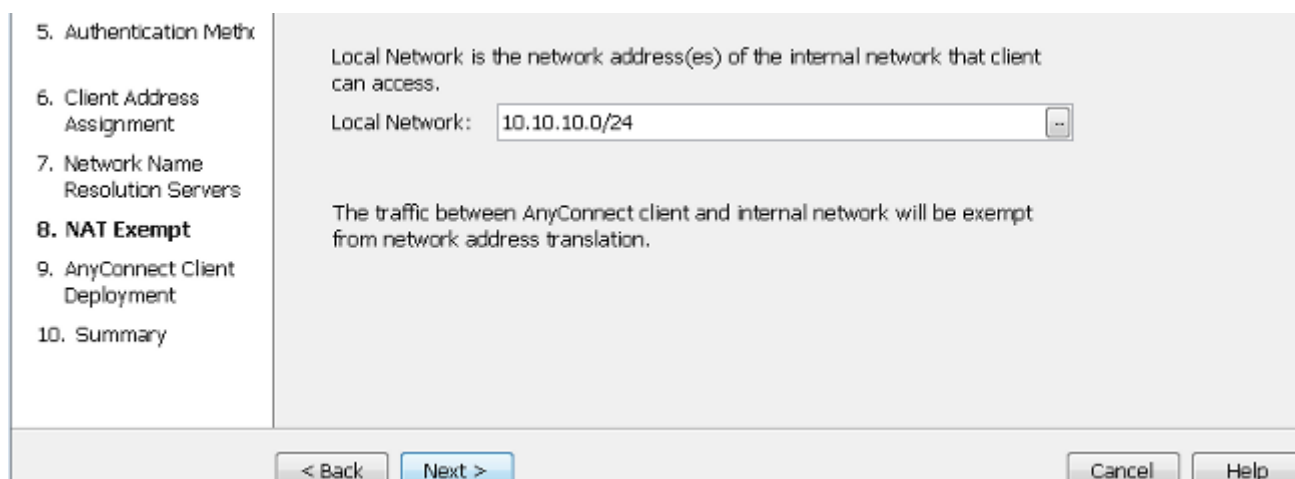 5. Authentication Metho
6. Client Address
Assignment
7. Network Name
Resolution Servers
8. NAT Exempt
9. AnyConnect Client
Deployment
10. Summary
Local Network is the network address(es) of the internal network that client
can access.
Local Network: 10.10.10.0/24
The traffic between AnyConnect client and internal network will be exempt
from network address translation.
< Back Next > Cancel Help